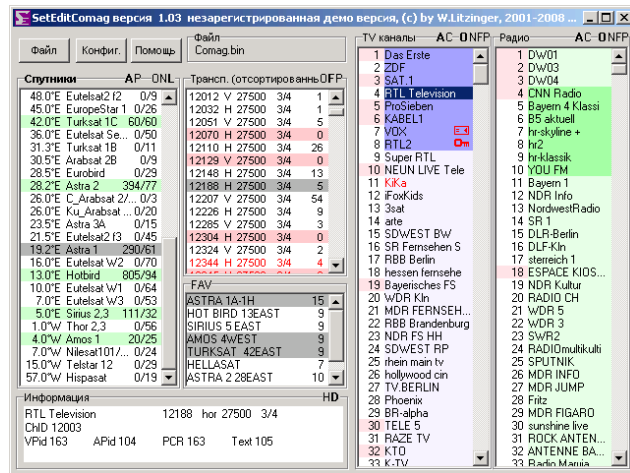 SetEditComag версия 1.03 незарегистрированная демо версия, (c) by W.Litzinger, 2001-2008 ...
Файл Конфиг. Помощь
Файл
Comag.bin
Спутники AP ONL
48.0°E Eutelsat2 f2 0/9
45.0°E EuropeStar 1 0/26
42.0°E Turksat 1C 60/60
36.0°E Eutelsat Se... 0/50
31.3°E Turksat 1B 0/11
30.5°E Arabsat 2B 0/9
28.5°E Eurobird 0/29
28.2°E Astra 2 394/77
26.0°E C_Arabsat 2/... 0/3
26.0°E Ku_Arabsat ... 0/20
23.5°E Astra 3A 0/15
21.5°E Eutelsat2 f3 0/45
19.2°E Astra 1 290/61
16.0°E Eutelsat W2 0/70
13.0°E Hotbird 805/94
10.0°E Eutelsat W1 0/64
7.0°E Eutelsat W3 0/53
5.0°E Sirius 2,3 111/32
1.0°W Thor 2,3 0/56
4.0°W Amos 1 20/25
7.0°W Nilesat101/... 0/24
15.0°W Telstar 12 0/29
57.0°W Hispasat 0/19
Трансп. (отсортированнь OFP
12012 V 27500 3/4 1
12032 H 27500 3/4 1
12051 V 27500 3/4 5
12070 H 27500 3/4 0
12110 H 27500 3/4 26
12129 V 27500 3/4 0
12148 H 27500 3/4 13
12188 H 27500 3/4 5
12207 V 27500 3/4 54
12226 H 27500 3/4 9
12285 V 27500 3/4 3
12304 H 27500 3/4 0
12324 V 27500 3/4 2
12344 H 27500 3/4 4
FAV
ASTRA 1A-1H 15
HOT BIRD 13EAST 9
SIRIUS 5 EAST 9
AMOS 4WEST 9
TURKSAT 42EAST 9
HELLASAT 7
ASTRA 2 28EAST 10
TV каналы AC-ONFP
1 Das Erste
2 ZDF
3 SAT.1
4 RTL Television
5 ProSieben
6 KABEL1
7 VOX
8 RTL2
9 Super RTL
10 NEUN LIVE Tele
11 KiKa
12 iFoxKids
13 3sat
14 arte
15 SDWEST BW
16 SR Fernsehen S
17 RBB Berlin
18 hessen fernsehe
19 Bayerisches FS
20 WDR Kln
21 MDR FERNSEH...
22 RBB Brandenburg
23 NDR FS HH
24 SDWEST RP
25 rhein main tv
26 hollywood cin
27 TV.BERLIN
28 Phoenix
29 BR-alpha
30 TELE 5
31 RAZE TV
32 KTO
33 K-TV
Радио AC-ONFP
1 DW01
2 DW03
3 DW04
4 CNN Radio
5 Bayern 4 Klassi
6 B5 aktuell
7 hr-skyline +
8 hr2
9 hr-klassik
10 YOU FM
11 Bayern 1
12 NDR Info
13 NordwestRadio
14 SR 1
15 DLR-Berlin
16 DLF-Kln
17 sterreich 1
18 ESPACE KIOS...
19 NDR Kultur
20 RADIO CH
21 WDR 5
22 WDR 3
23 SWR2
24 RADIOmultikulti
25 SPUTNIK
26 MDR INFO
27 MDR JUMP
28 Fritz
29 MDR FIGARO
30 sunshine live
31 ROCK ANTEN...
32 ANTENNE BA...
33 Radio Maruja
Информация HD
RTL Television 12188 hor 27500 3/4
ChID 12003
VPid 163 APid 104 PCR 163 Text 105